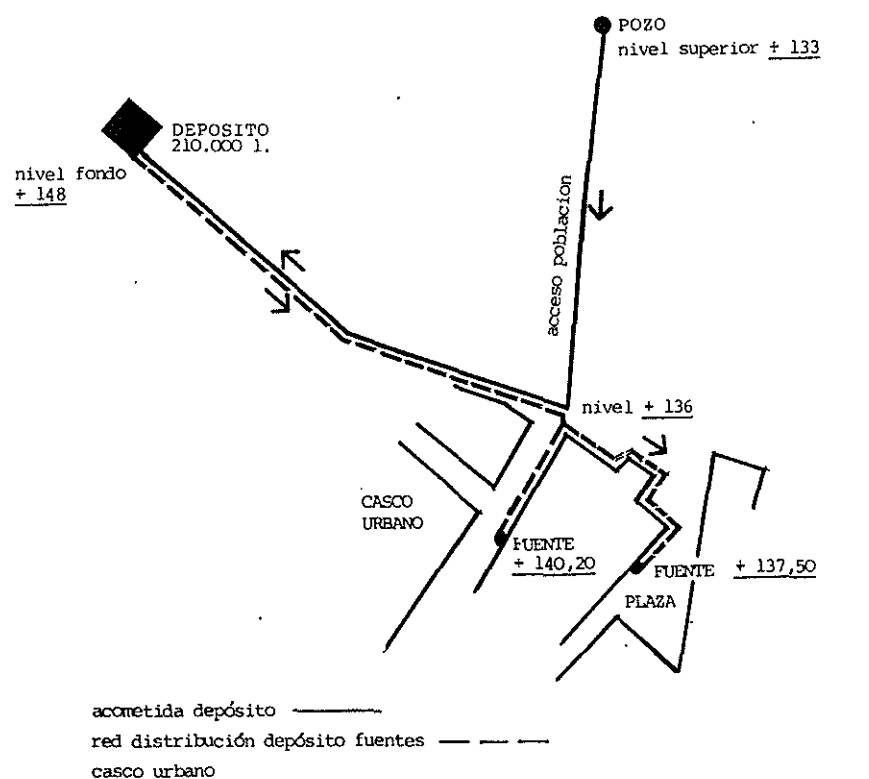 POZO
nivel superior + 133
DEPOSITO
210.000 l.
nivel fondo
+ 148
acceso poblacion
nivel + 136
CASCO
URBANO
FUENTE
+ 140,20
FUENTE + 137,50
PLAZA
acometida depósito
red distribución depósito fuentes
casco urbano